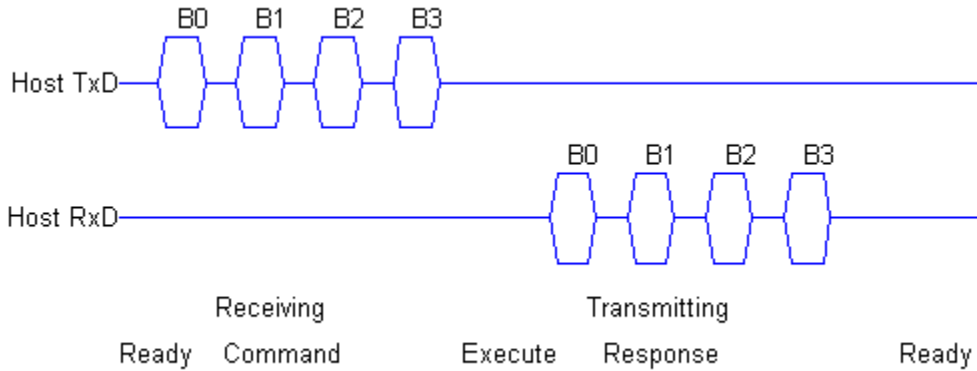 B0 B1 B2 B3
Host TxD
B0 B1 B2 B3
Host RxD
Receiving Transmitting
Ready Command Execute Response Ready